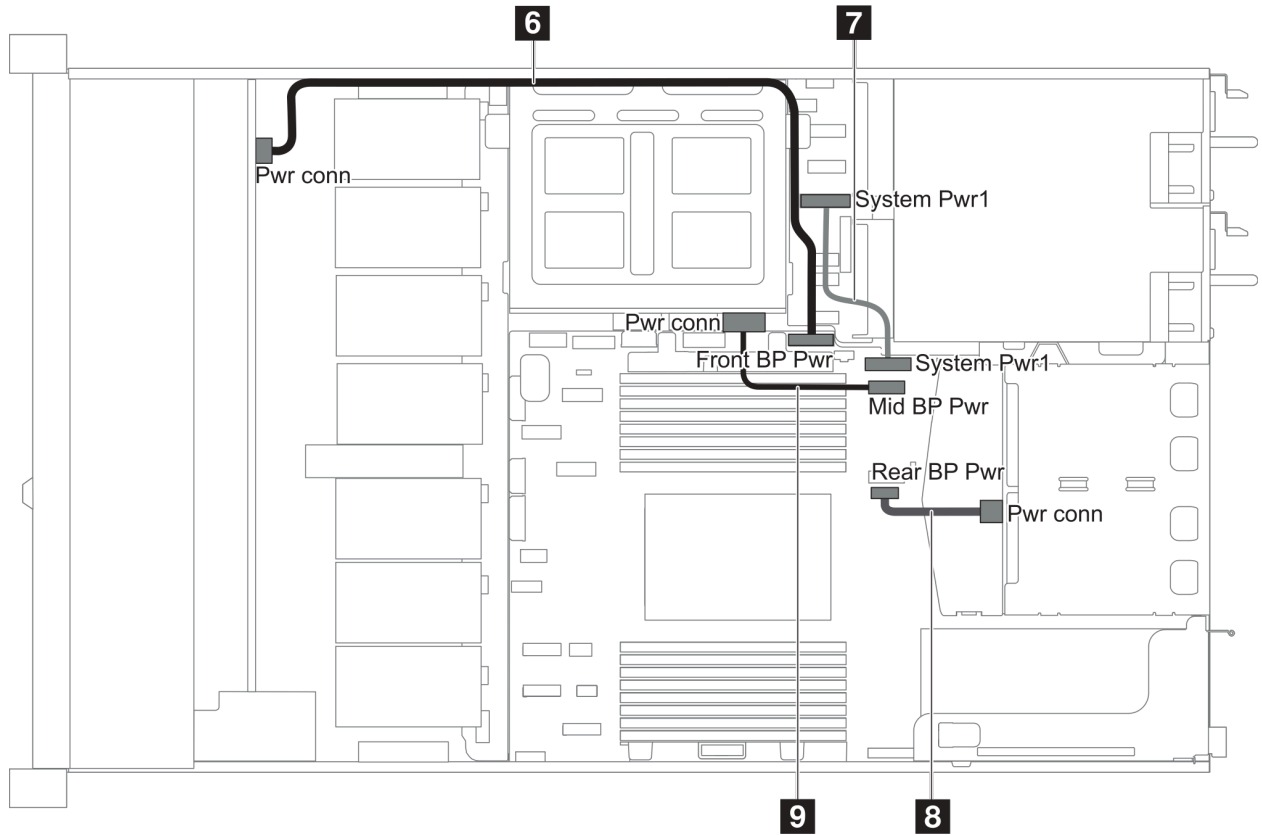 6
7
Pwr conn
System Pwr1
Pwr conn
Front BP Pwr
System Pwr1
Mid BP Pwr
Rear BP Pwr
Pwr conn
9
8